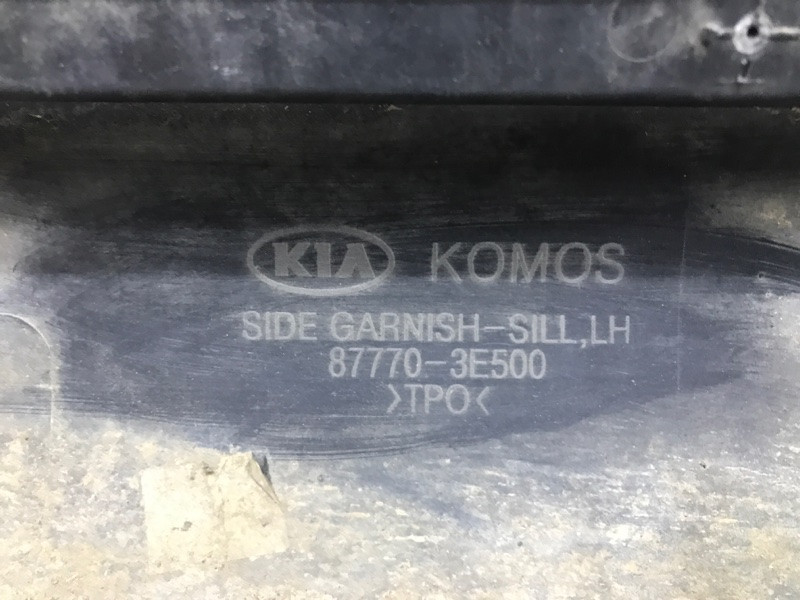 KIA KOMOS
SIDE GARNISH-SILL,LH
87770-3E500
>TPO<